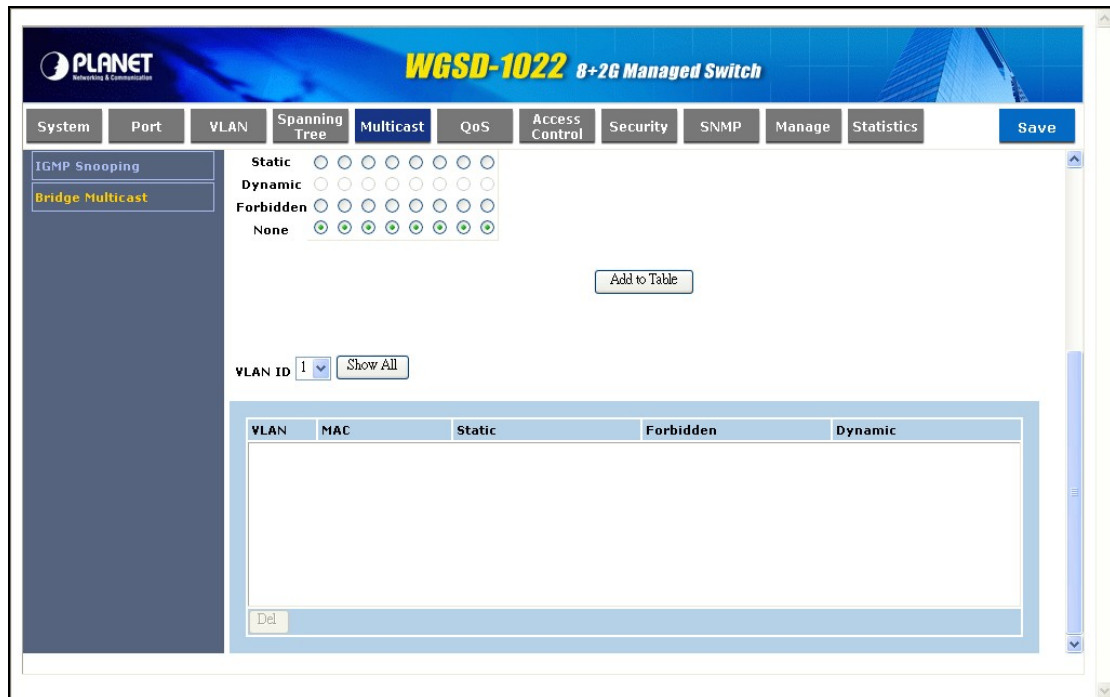 PLANET
Networking & Communication
WGSD-1022 8+2G Managed Switch
System Port VLAN Spanning Tree Multicast QoS Access Control Security SNMP Manage Statistics Save
IGMP Snooping
Bridge Multicast
Static
Dynamic
Forbidden
None
Add to Table
VLAN ID 1 Show All
VLAN MAC Static Forbidden Dynamic
Del